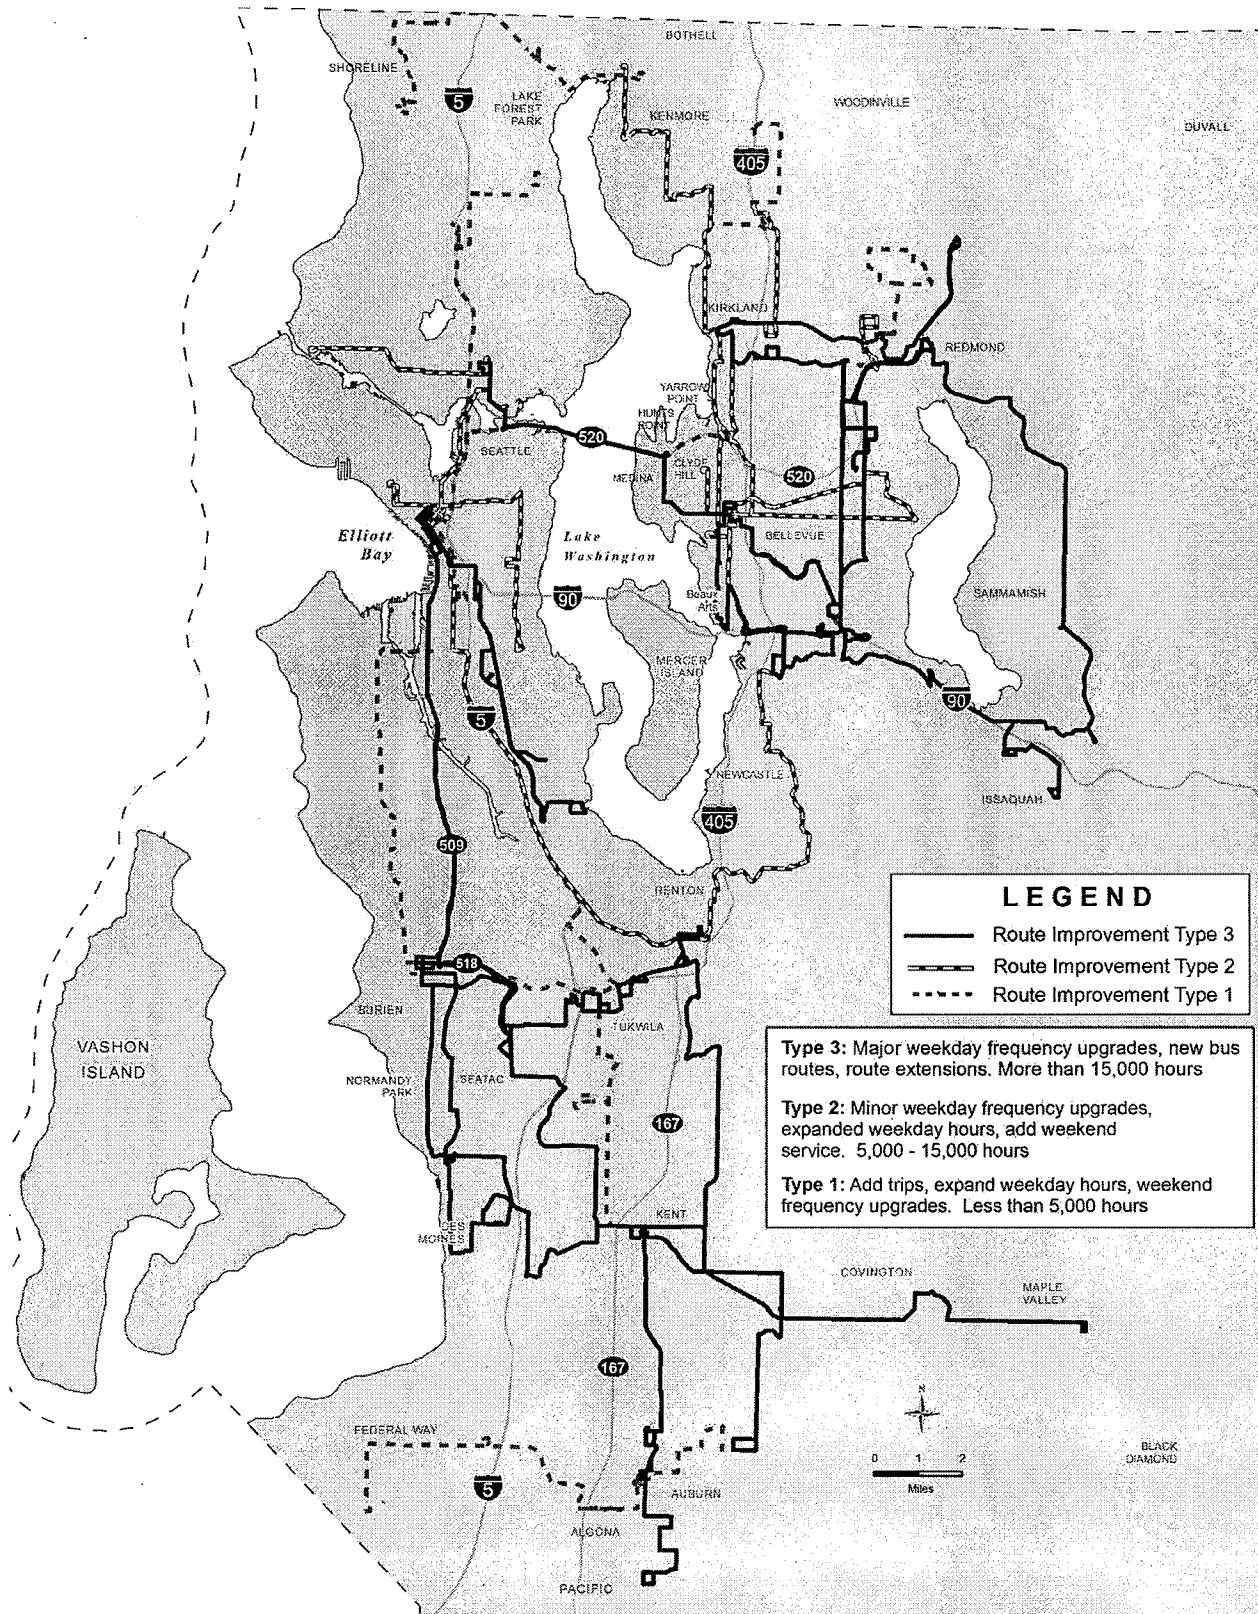 BOTHELL
SHORELINE
5
LAKE
FOREST
PARK
KENMORE
WOODINVILLE
DUVALL
405
KIRKLAND
REDMOND
YARROW
POINT
HUNTS
POINT
520
SEATTLE
CLYDE
HILL
MEDINA
520
Elliott
Bay
Lake
Washington
BELLEVUE
90
Beaux
Arts
SAMMAMISH
MERCER
ISLAND
5
90
NEWCASTLE
ISSAQUAH
405
509
RENTON
LEGEND
Route Improvement Type 3
Route Improvement Type 2
Route Improvement Type 1
518
BURIEN
TUKWILA
VASHON
ISLAND
NORMANDY
PARK
SEATAC
Type 3: Major weekday frequency upgrades, new bus
routes, route extensions. More than 15,000 hours
Type 2: Minor weekday frequency upgrades,
expanded weekday hours, add weekend
service. 5,000 - 15,000 hours
Type 1: Add trips, expand weekday hours, weekend
frequency upgrades. Less than 5,000 hours
167
KENT
DES
MOINES
COVINGTON
MAPLE
VALLEY
167
N
FEDERAL WAY
0 1 2
Miles
BLACK
DIAMOND
5
AUBURN
ALGONA
PACIFIC